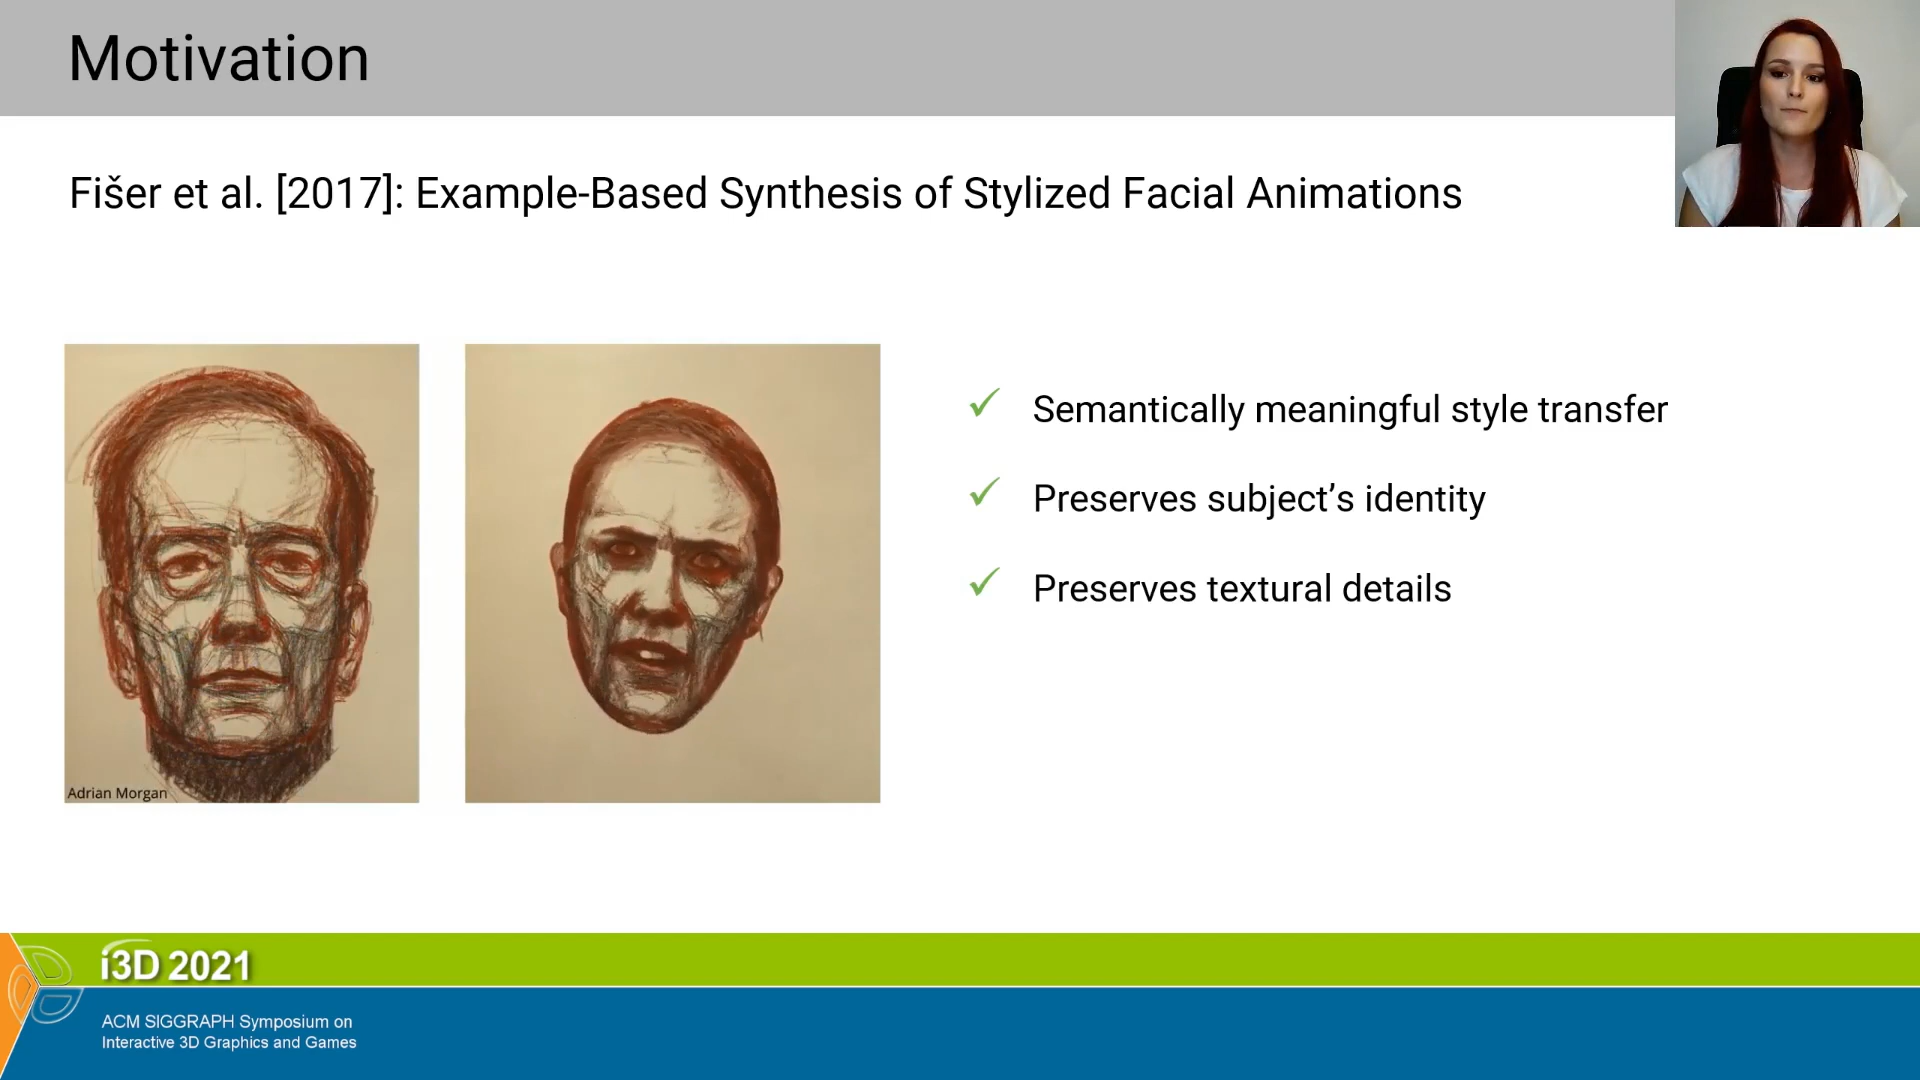 Motivation
Fišer et al. [2017]: Example-Based Synthesis of Stylized Facial Animations
Adrian Morgan
Semantically meaningful style transfer
Preserves subject’s identity
Preserves textural details
i3D 2021
ACM SIGGRAPH Symposium on
Interactive 3D Graphics and Games